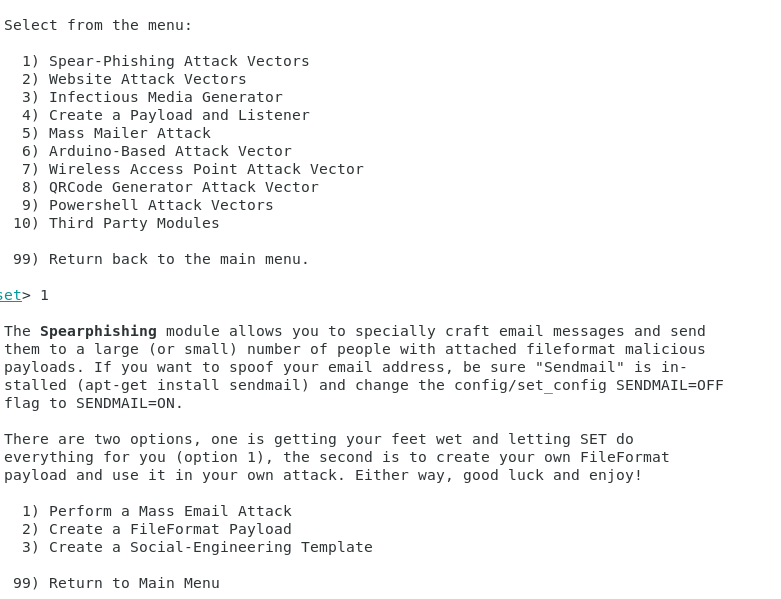 Select from the menu:
1) Spear-Phishing Attack Vectors
2) Website Attack Vectors
3) Infectious Media Generator
4) Create a Payload and Listener
5) Mass Mailer Attack
6) Arduino-Based Attack Vector
7) Wireless Access Point Attack Vector
8) QRCode Generator Attack Vector
9) Powershell Attack Vectors
10) Third Party Modules
99) Return back to the main menu.
set> 1
The Spearphishing module allows you to specially craft email messages and send
them to a large (or small) number of people with attached fileformat malicious
payloads. If you want to spoof your email address, be sure "Sendmail" is in-
stalled (apt-get install sendmail) and change the config/set_config SENDMAIL=OFF
flag to SENDMAIL=ON.
There are two options, one is getting your feet wet and letting SET do
everything for you (option 1), the second is to create your own FileFormat
payload and use it in your own attack. Either way, good luck and enjoy!
1) Perform a Mass Email Attack
2) Create a FileFormat Payload
3) Create a Social-Engineering Template
99) Return to Main Menu